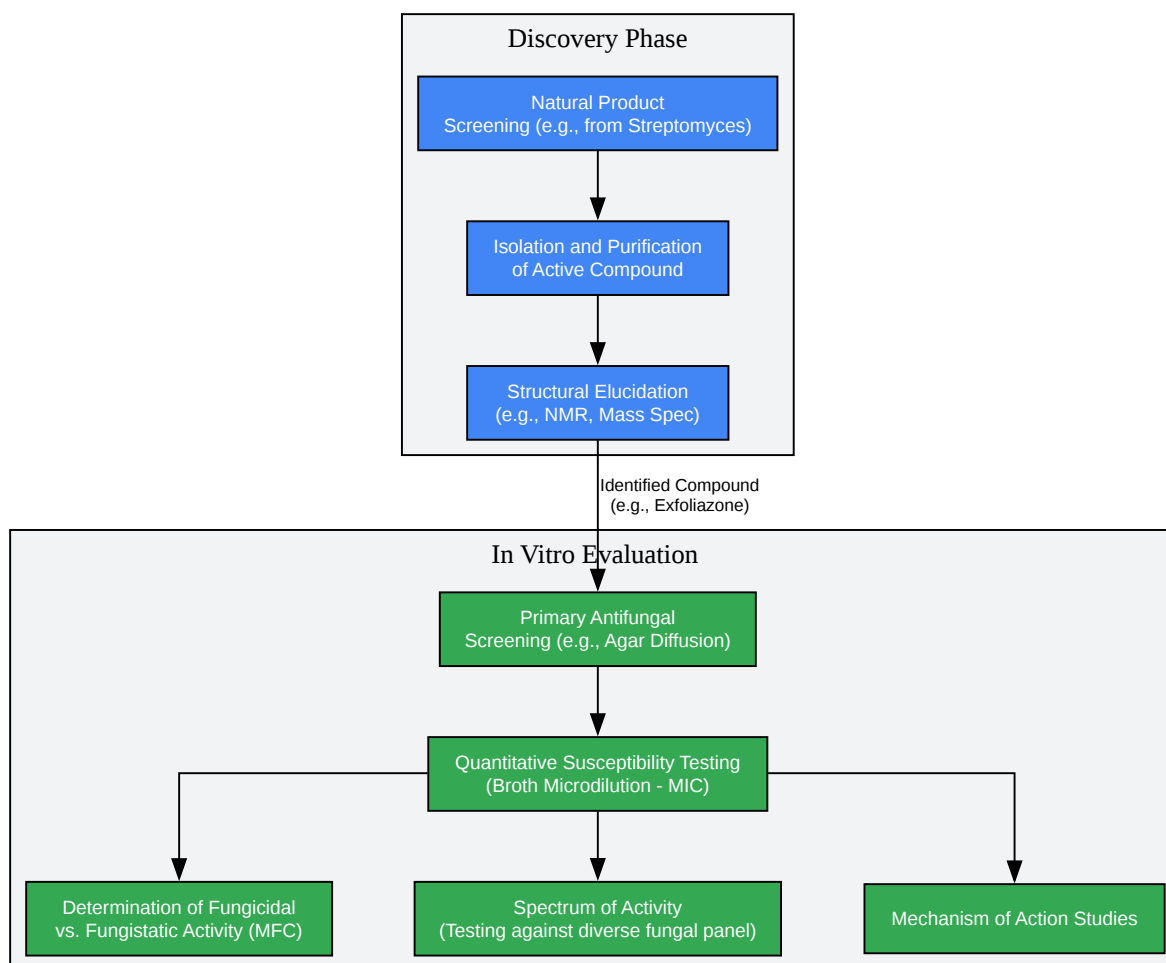 Discovery Phase
Natural Product
Screening (e.g., from Streptomyces)
Isolation and Purification
of Active Compound
Structural Elucidation
(e.g., NMR, Mass Spec)
Identified Compound
(e.g., Exfoliazone)
In Vitro Evaluation
Primary Antifungal
Screening (e.g., Agar Diffusion)
Quantitative Susceptibility Testing
(Broth Microdilution - MIC)
Determination of Fungicidal
vs. Fungistatic Activity (MFC)
Spectrum of Activity
(Testing against diverse fungal panel)
Mechanism of Action Studies